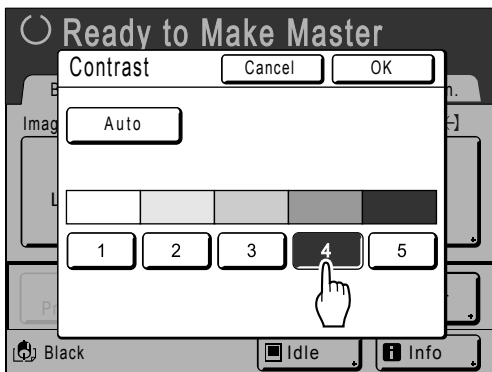 Ready to Make Master
Contrast Cancel OK
Auto
1 2 3 4 5
Black Idle Info